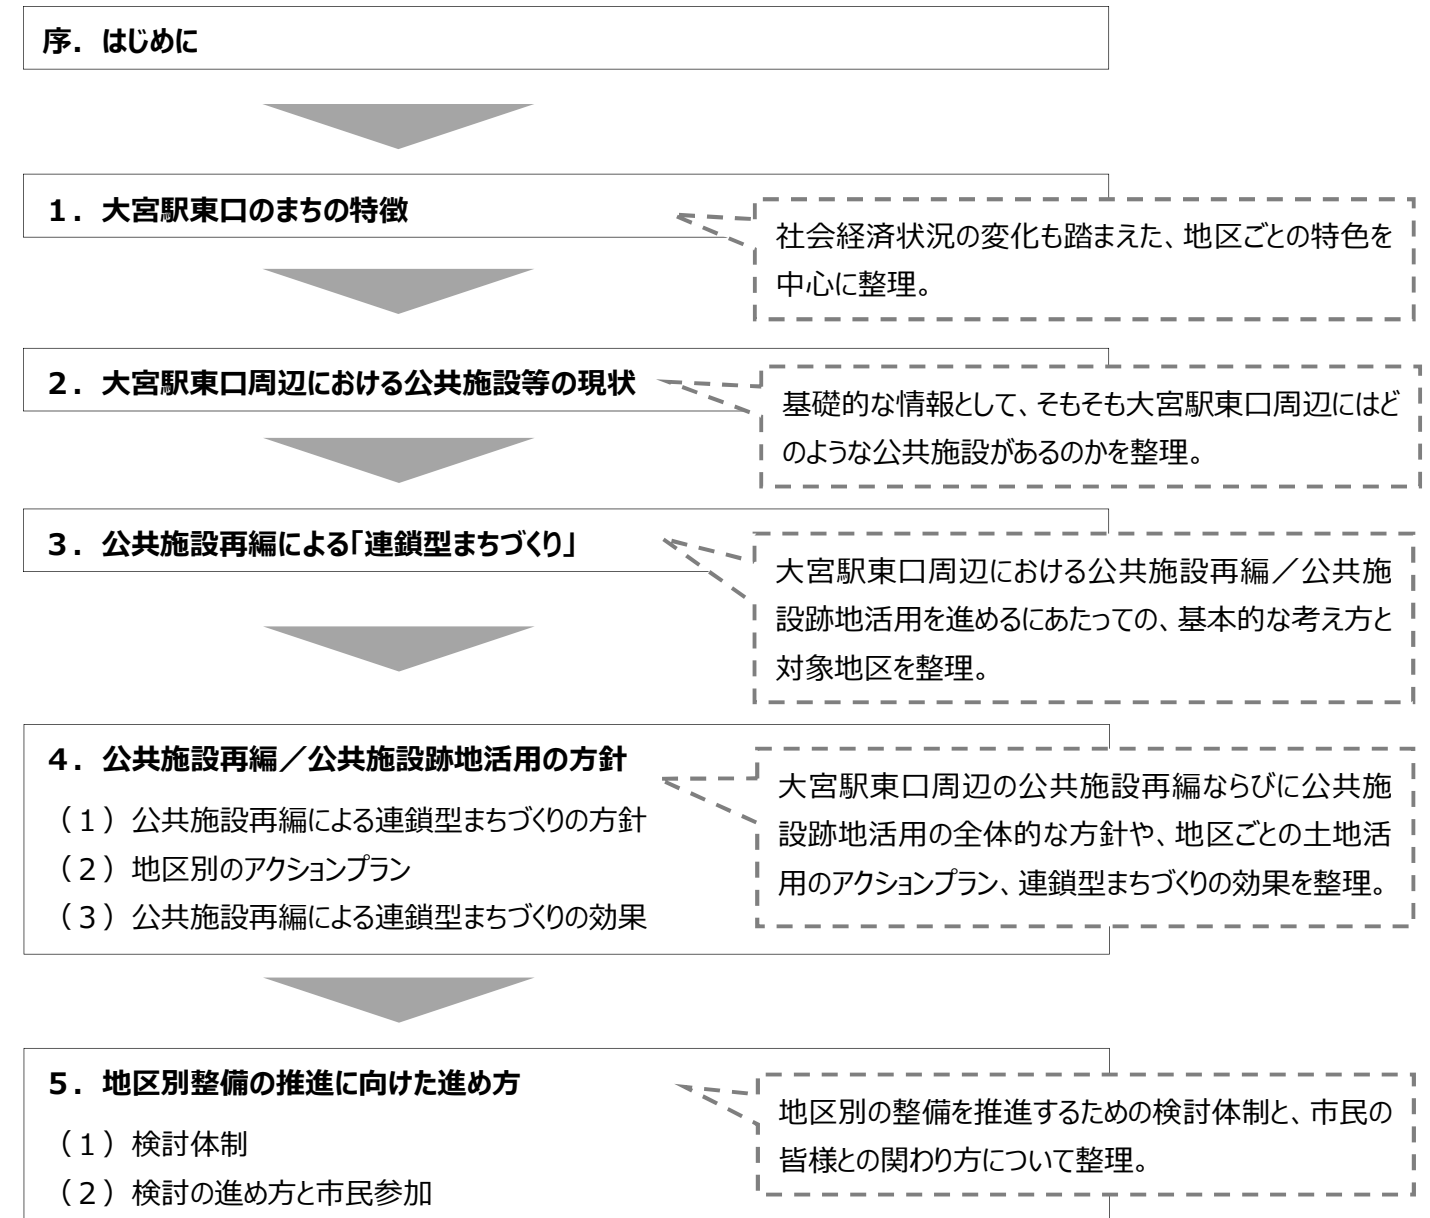 序．はじめに
１．大宮駅東口のまちの特徴
社会経済状況の変化も踏まえた、地区ごとの特色を
中心に整理。
２．大宮駅東口周辺における公共施設等の現状
基礎的な情報として、そもそも大宮駅東口周辺にはど
のような公共施設があるのかを整理。
３．公共施設再編による「連鎖型まちづくり」
大宮駅東口周辺における公共施設再編／公共施
設跡地活用を進めるにあたっての、基本的な考え方と
対象地区を整理。
４．公共施設再編／公共施設跡地活用の方針
（１）公共施設再編による連鎖型まちづくりの方針
（２）地区別のアクションプラン
（３）公共施設再編による連鎖型まちづくりの効果
大宮駅東口周辺の公共施設再編ならびに公共施
設跡地活用の全体的な方針や、地区ごとの土地活
用のアクションプラン、連鎖型まちづくりの効果を整理。
５．地区別整備の推進に向けた進め方
（１）検討体制
（２）検討の進め方と市民参加
地区別の整備を推進するための検討体制と、市民の
皆様との関わり方について整理。